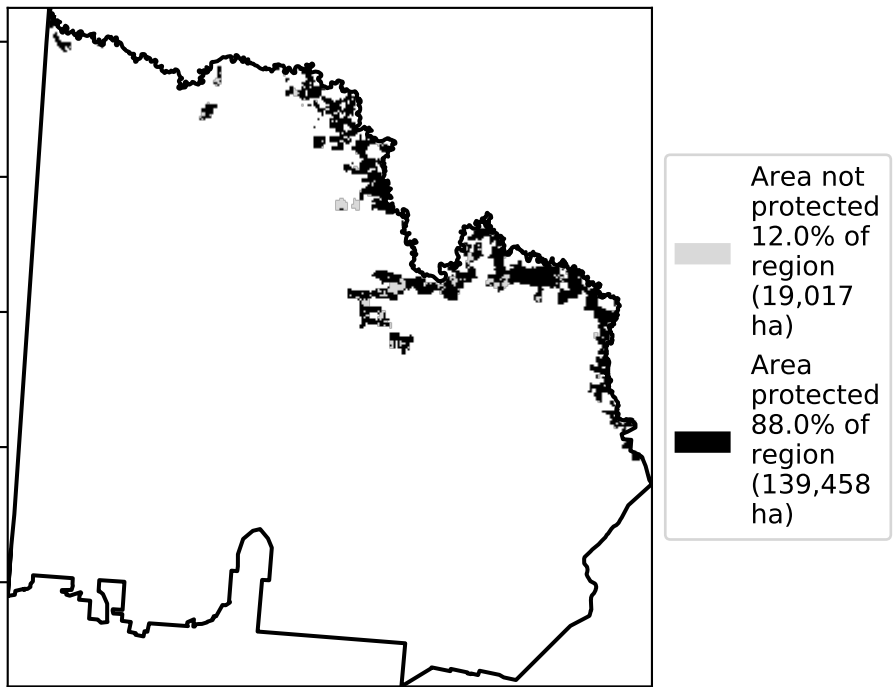 Area not
protected
12.0% of
region
(19,017
ha)
Area
protected
88.0% of
region
(139,458
ha)